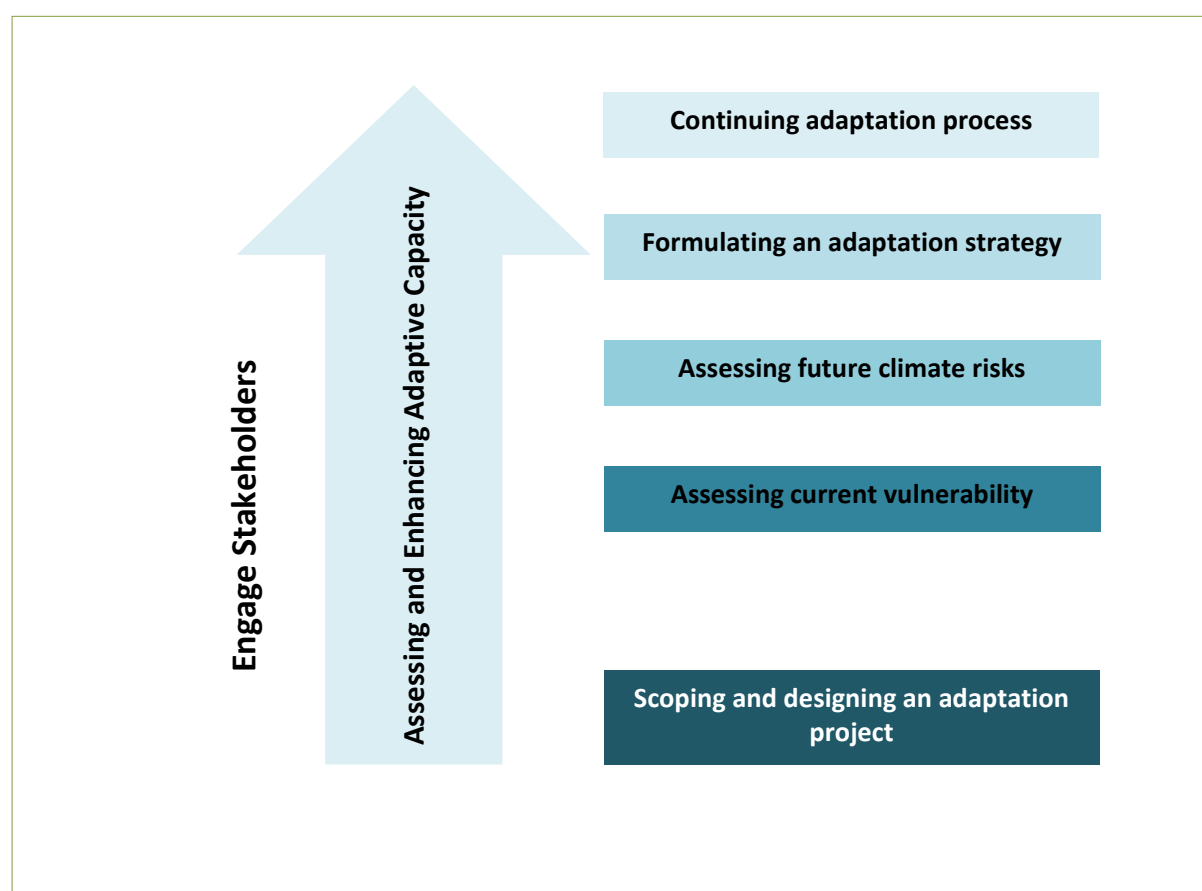 Engage Stakeholders
Assessing and Enhancing Adaptive Capacity
Continuing adaptation process
Formulating an adaptation strategy
Assessing future climate risks
Assessing current vulnerability
Scoping and designing an adaptation
project